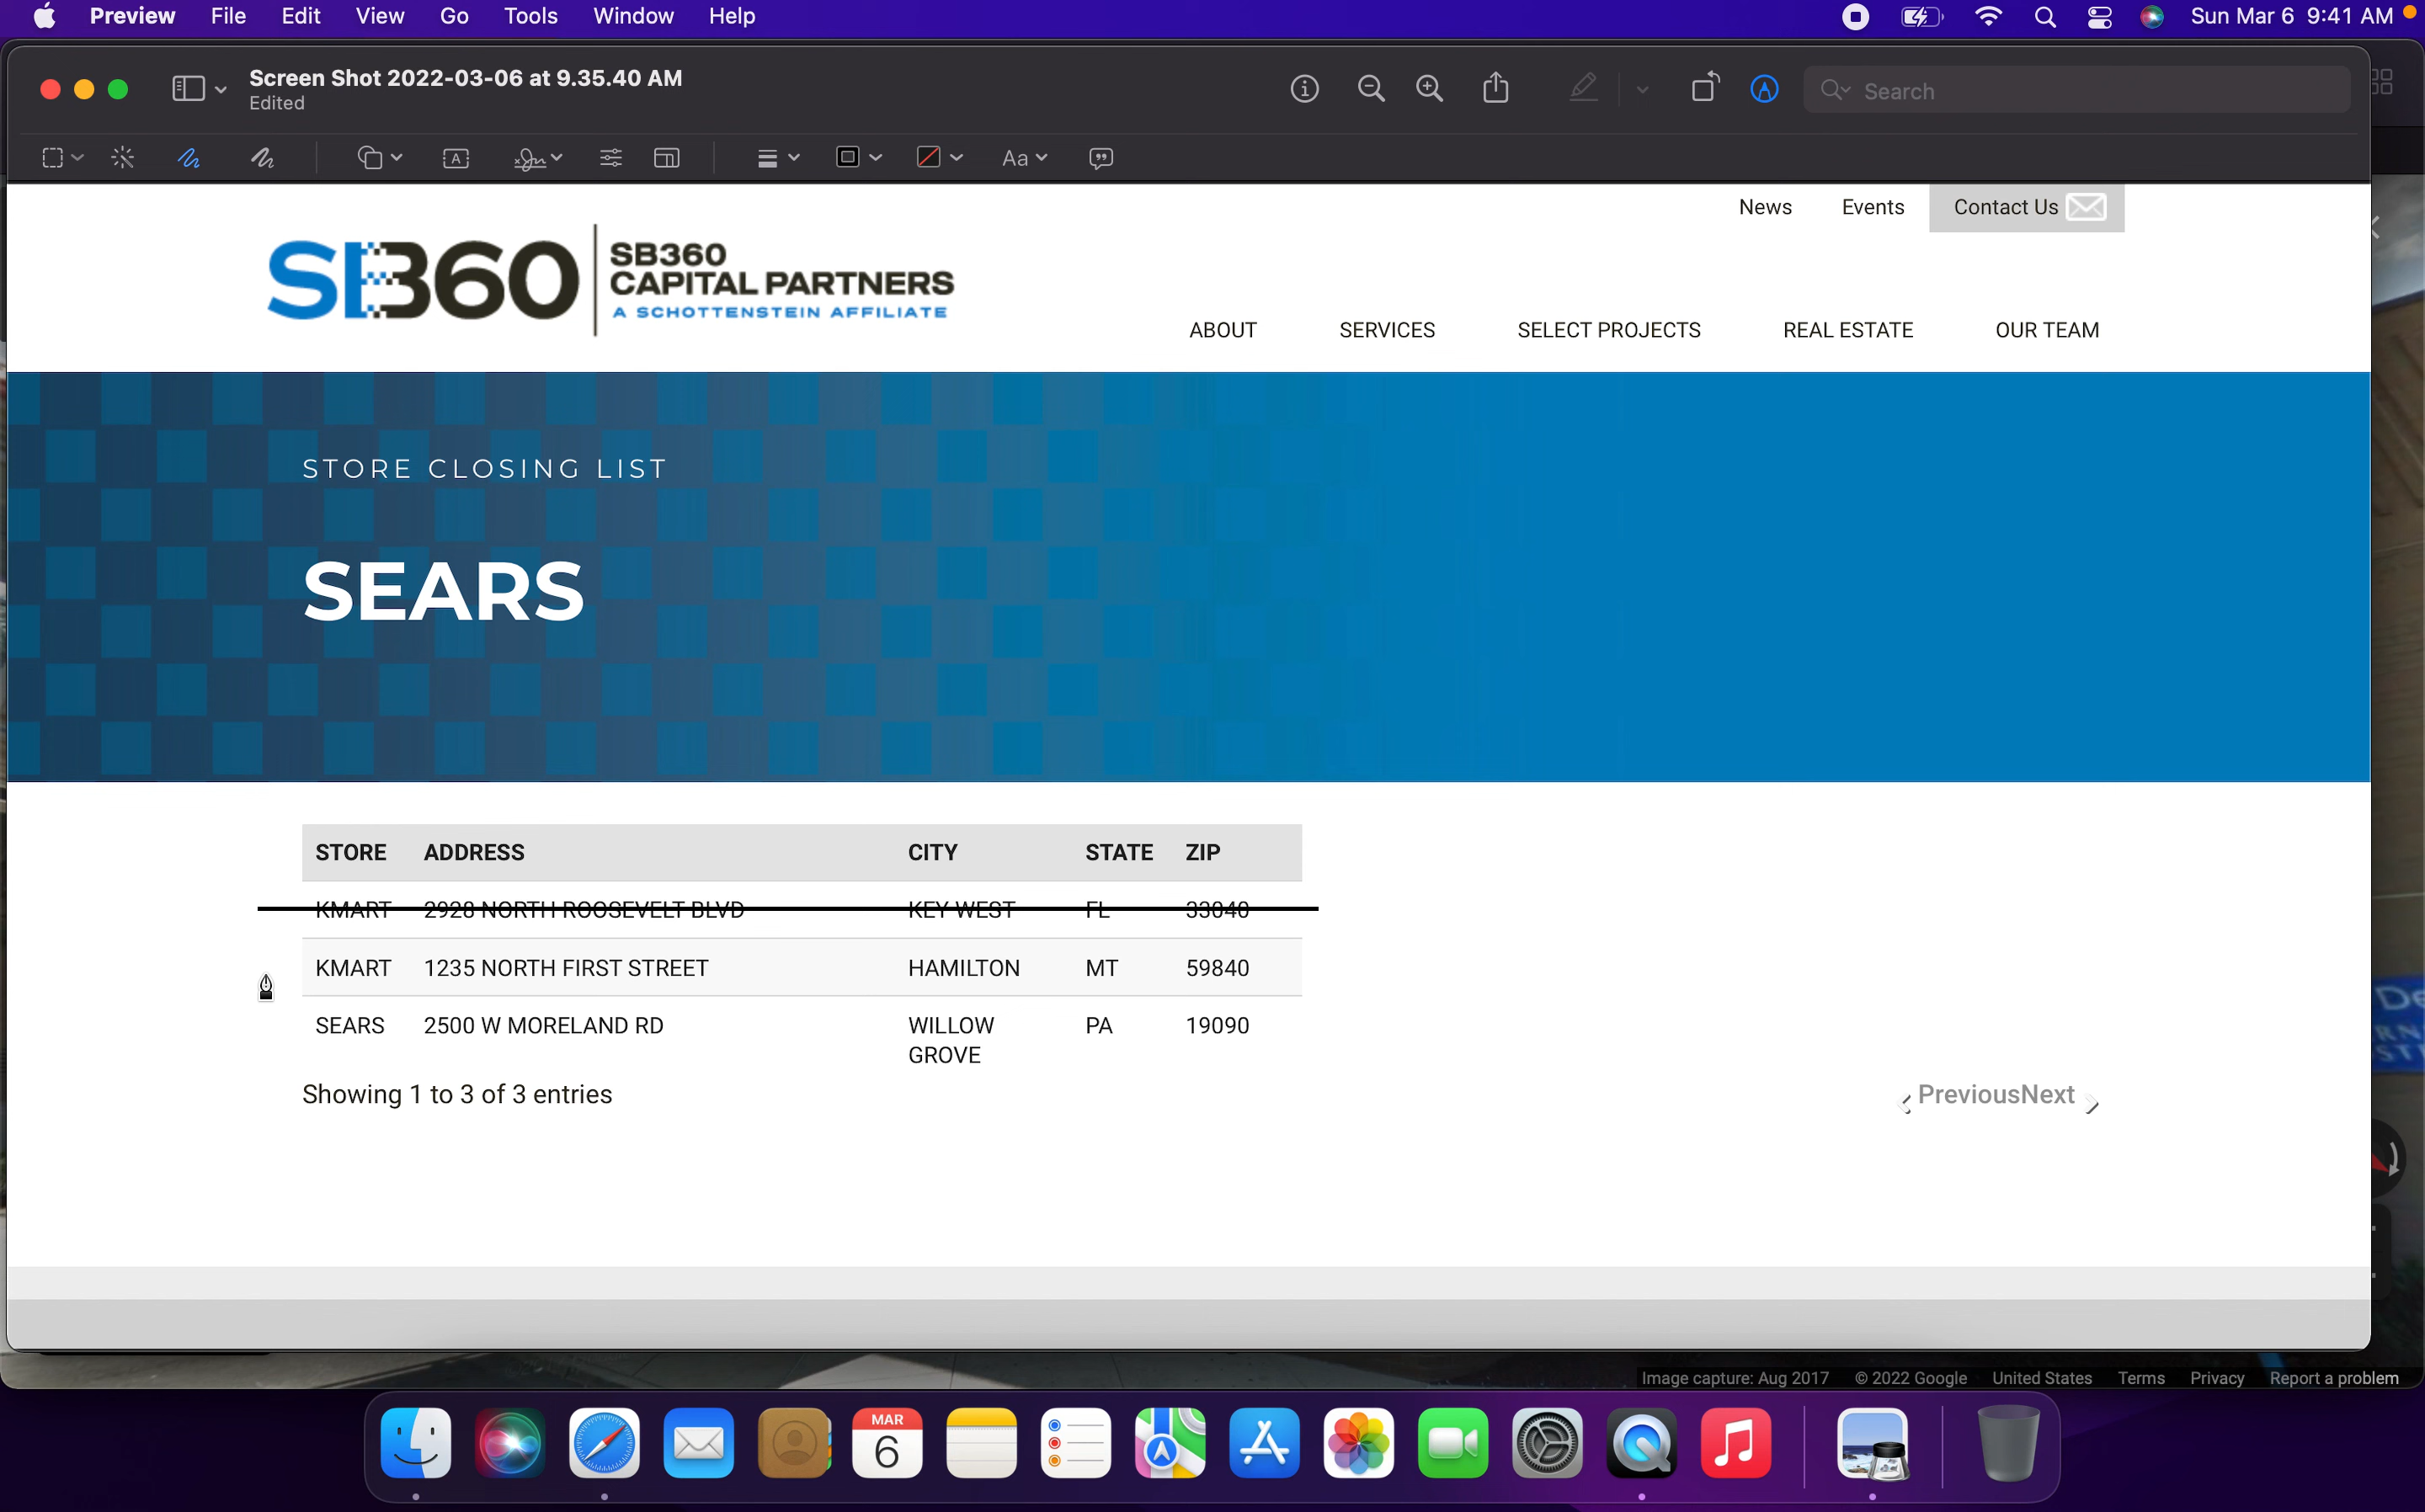 Preview File Edit View Go Tools Window Help Sun Mar 6 9:41 AM
Screen Shot 2022-03-06 at 9.35.40 AM
Edited
Search
Aa
News Events Contact Us
SB360
SB360
CAPITAL PARTNERS
A SCHOTTENSTEIN AFFILIATE
ABOUT SERVICES SELECT PROJECTS REAL ESTATE OUR TEAM
STORE CLOSING LIST
SEARS
STORE ADDRESS CITY STATE ZIP
KMART 2928 NORTH ROOSEVELT BLVD KEY WEST FL 33040
KMART 1235 NORTH FIRST STREET HAMILTON MT 59840
SEARS 2500 W MORELAND RD WILLOW GROVE PA 19090
Showing 1 to 3 of 3 entries
PreviousNext
Image capture: Aug 2017 © 2022 Google United States Terms Privacy Report a problem
MAR
6